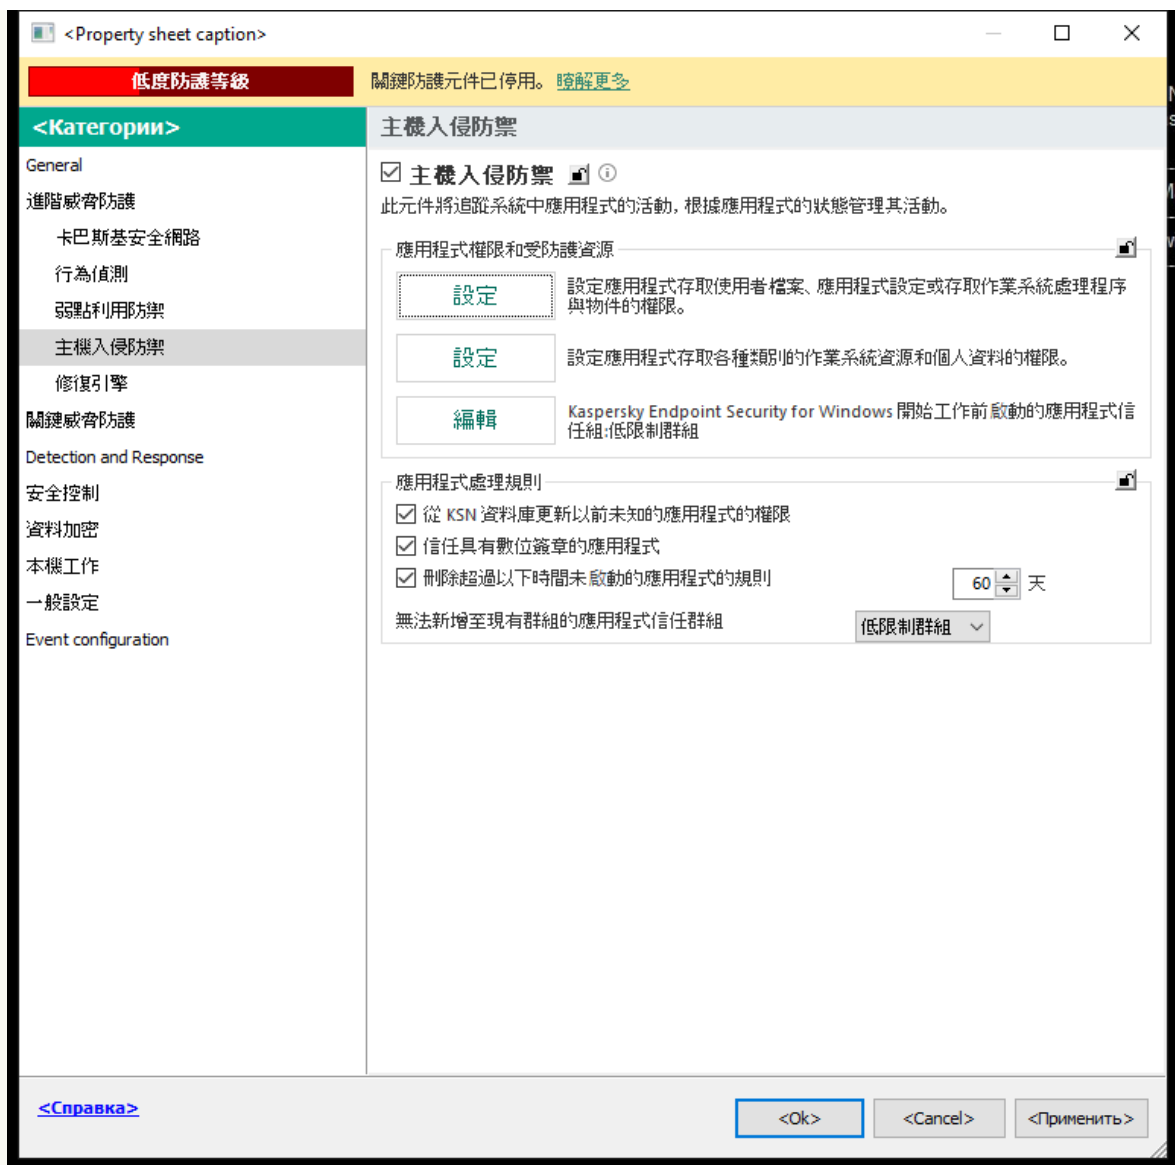 <Property sheet caption>
低度防護等級
關鍵防護元件已停用。 瞭解更多
<Категории>
General
進階威脅防護
卡巴斯基安全網路
行為偵測
弱點利用防禦
主機入侵防禦
修復引擎
關鍵威脅防護
Detection and Response
安全控制
資料加密
本機工作
一般設定
Event configuration
主機入侵防禦
主機入侵防禦
此元件將追蹤系統中應用程式的活動, 根據應用程式的狀態管理其活動。
應用程式權限和受防護資源
設定
設定應用程式存取使用者檔案、應用程式設定或存取作業系統處理程序
與物件的權限。
設定
設定應用程式存取各種類別的作業系統資源和個人資料的權限。
編輯
Kaspersky Endpoint Security for Windows 開始工作前啟動的應用程式信
任組:低限制群組
應用程式處理規則
從 KSN 資料庫更新以前未知的應用程式的權限
信任具有數位簽章的應用程式
刪除超過以下時間未啟動的應用程式的規則
60 天
無法新增至現有群組的應用程式信任群組
低限制群組
<Справка>
<Ok>
<Cancel>
<Применить>